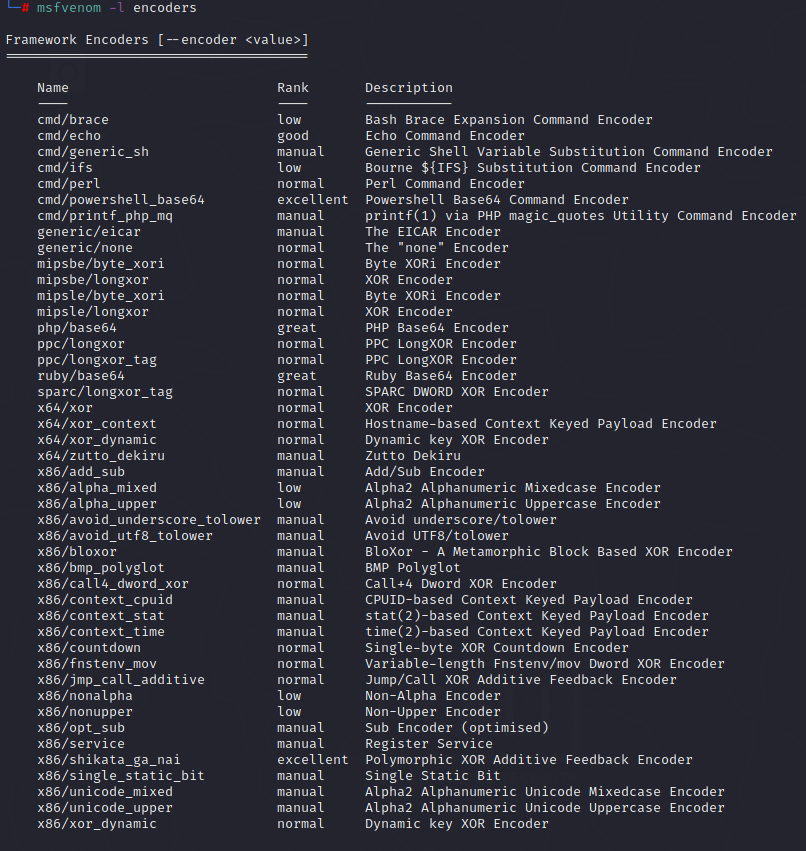 └─# msfvenom -l encoders
Framework Encoders [--encoder <value>]
======================================
Name Rank Description
---- ---- -----------
cmd/brace low Bash Brace Expansion Command Encoder
cmd/echo good Echo Command Encoder
cmd/generic_sh manual Generic Shell Variable Substitution Command Encoder
cmd/ifs low Bourne ${IFS} Substitution Command Encoder
cmd/perl normal Perl Command Encoder
cmd/powershell_base64 excellent Powershell Base64 Command Encoder
cmd/printf_php_mq manual printf(1) via PHP magic_quotes Utility Command Encoder
generic/eicar manual The EICAR Encoder
generic/none normal The "none" Encoder
mipsbe/byte_xori normal Byte XORi Encoder
mipsbe/longxor normal XOR Encoder
mipsle/byte_xori normal Byte XORi Encoder
mipsle/longxor normal XOR Encoder
php/base64 great PHP Base64 Encoder
ppc/longxor normal PPC LongXOR Encoder
ppc/longxor_tag normal PPC LongXOR Encoder
ruby/base64 great Ruby Base64 Encoder
sparc/longxor_tag normal SPARC DWORD XOR Encoder
x64/xor normal XOR Encoder
x64/xor_context normal Hostname-based Context Keyed Payload Encoder
x64/xor_dynamic normal Dynamic key XOR Encoder
x64/zutto_dekiru manual Zutto Dekiru
x86/add_sub manual Add/Sub Encoder
x86/alpha_mixed low Alpha2 Alphanumeric Mixedcase Encoder
x86/alpha_upper low Alpha2 Alphanumeric Uppercase Encoder
x86/avoid_underscore_tolower manual Avoid underscore/tolower
x86/avoid_utf8_tolower manual Avoid UTF8/tolower
x86/bloxor manual BloXor - A Metamorphic Block Based XOR Encoder
x86/bmp_polyglot manual BMP Polyglot
x86/call4_dword_xor normal Call+4 Dword XOR Encoder
x86/context_cpuid manual CPUID-based Context Keyed Payload Encoder
x86/context_stat manual stat(2)-based Context Keyed Payload Encoder
x86/context_time manual time(2)-based Context Keyed Payload Encoder
x86/countdown normal Single-byte XOR Countdown Encoder
x86/fnstenv_mov normal Variable-length Fnstenv/mov Dword XOR Encoder
x86/jmp_call_additive normal Jump/Call XOR Additive Feedback Encoder
x86/nonalpha low Non-Alpha Encoder
x86/nonupper low Non-Upper Encoder
x86/opt_sub manual Sub Encoder (optimised)
x86/service manual Register Service
x86/shikata_ga_nai excellent Polymorphic XOR Additive Feedback Encoder
x86/single_static_bit manual Single Static Bit
x86/unicode_mixed manual Alpha2 Alphanumeric Unicode Mixedcase Encoder
x86/unicode_upper manual Alpha2 Alphanumeric Unicode Uppercase Encoder
x86/xor_dynamic normal Dynamic key XOR Encoder